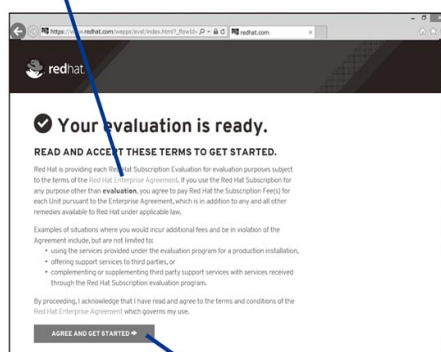 https://www.redhat.com/wapps/eval/index.html?_flowId= redhat.com
redhat.
Your evaluation is ready.
READ AND ACCEPT THESE TERMS TO GET STARTED.
Red Hat is providing each Red Hat Subscription Evaluation for evaluation purposes subject
to the terms of the Red Hat Enterprise Agreement. If you use the Red Hat Subscription for
any purpose other than evaluation, you agree to pay Red Hat the Subscription Fee(s) for
each Unit pursuant to the Enterprise Agreement, which is in addition to any and all other
remedies available to Red Hat under applicable law.
Examples of situations where you would incur additional fees and be in violation of the
Agreement include, but are not limited to:
• using the services provided under the evaluation program for a production installation,
• offering support services to third parties, or
• complementing or supplementing third party support services with services received
through the Red Hat Subscription evaluation program.
By proceeding, I acknowledge that I have read and agree to the terms and conditions of the
Red Hat Enterprise Agreement which governs my use.
AGREE AND GET STARTED